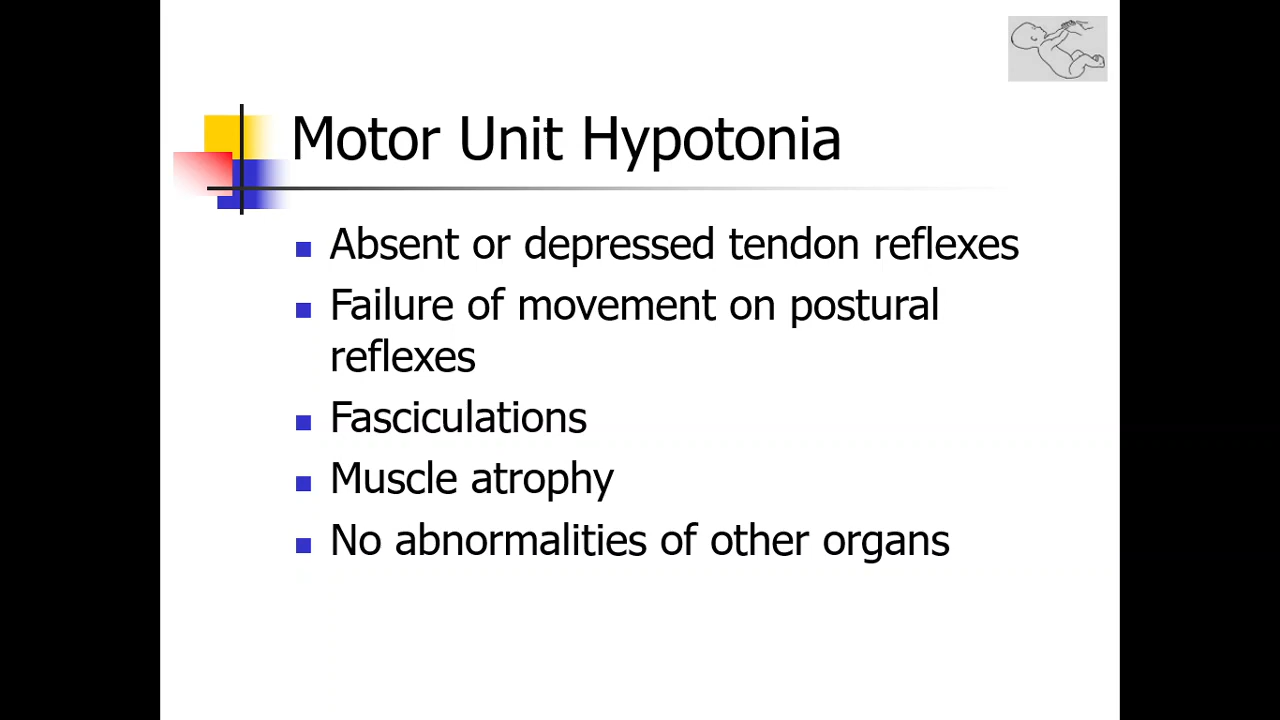 Motor Unit Hypotonia
Absent or depressed tendon reflexes
Failure of movement on postural
reflexes
Fasciculations
Muscle atrophy
No abnormalities of other organs